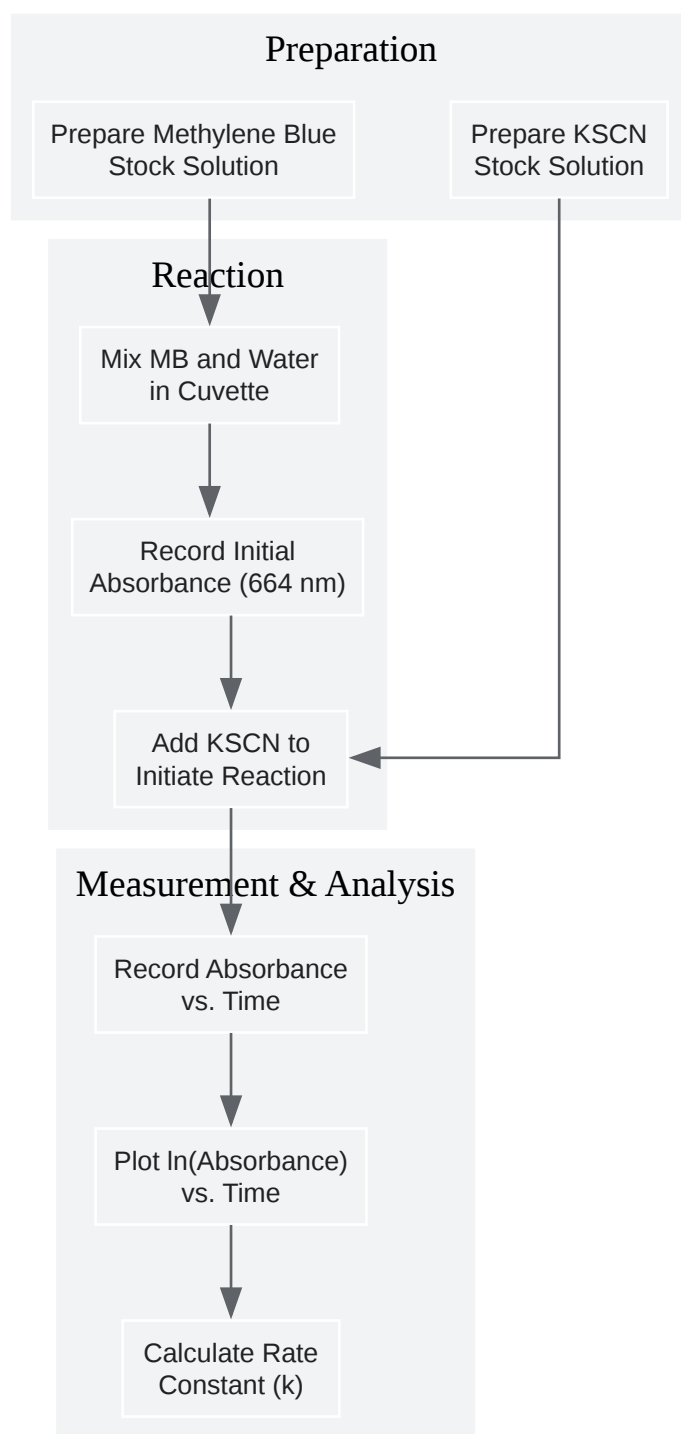 Preparation
Prepare Methylene Blue
Stock Solution
Prepare KSCN
Stock Solution
Reaction
Mix MB and Water
in Cuvette
Record Initial
Absorbance (664 nm)
Add KSCN to
Initiate Reaction
Measurement & Analysis
Record Absorbance
vs. Time
Plot ln(Absorbance)
vs. Time
Calculate Rate
Constant (k)